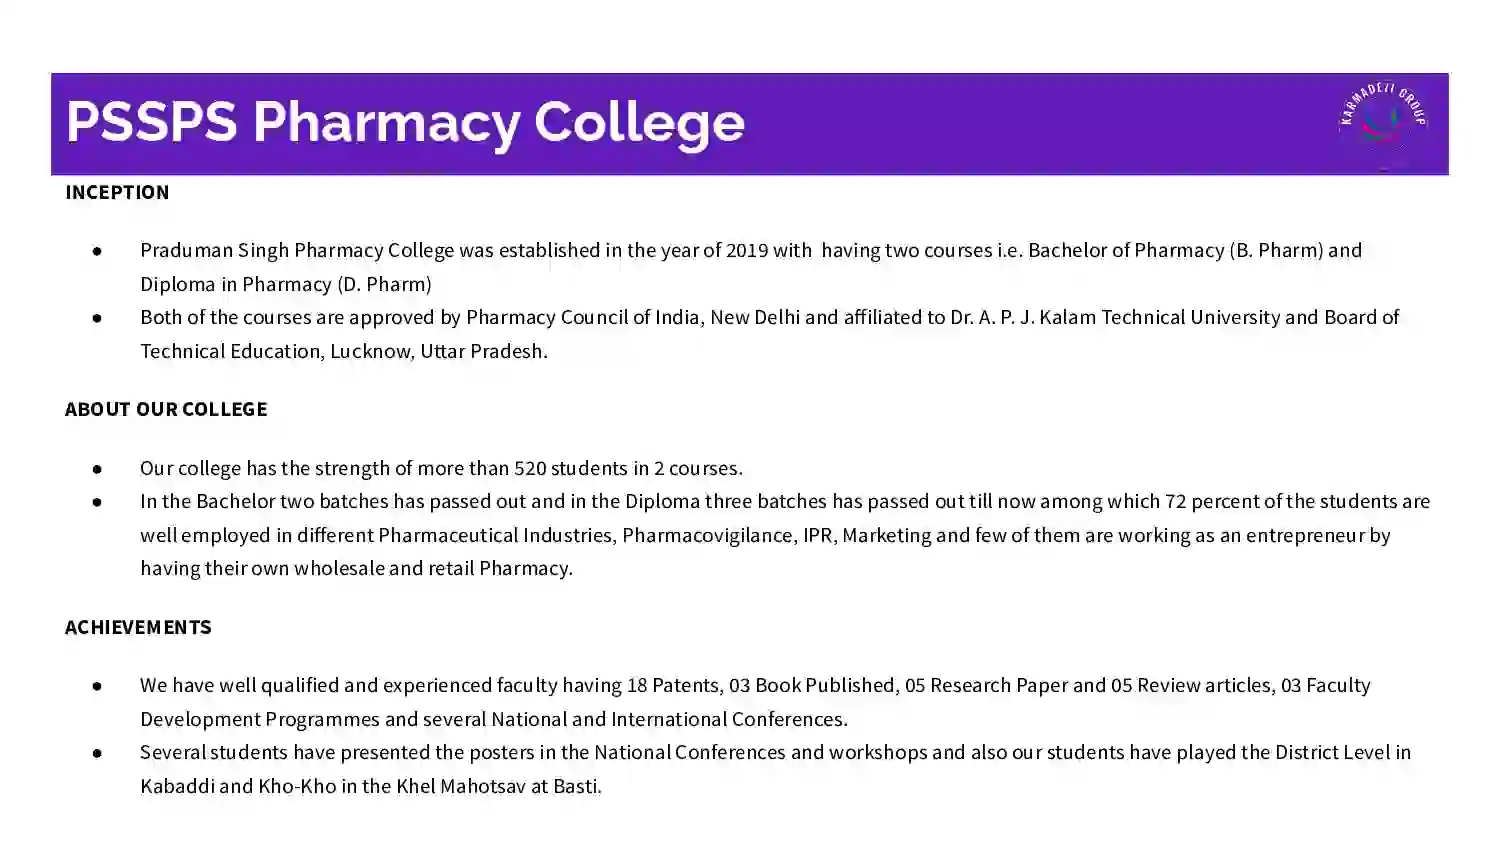 PSSPS Pharmacy College
KARMADEVI GROUP
INCEPTION
● Praduman Singh Pharmacy College was established in the year of 2019 with having two courses i.e. Bachelor of Pharmacy (B. Pharm) and
Diploma in Pharmacy (D. Pharm)
● Both of the courses are approved by Pharmacy Council of India, New Delhi and affiliated to Dr. A. P. J. Kalam Technical University and Board of
Technical Education, Lucknow, Uttar Pradesh.
ABOUT OUR COLLEGE
● Our college has the strength of more than 520 students in 2 courses.
● In the Bachelor two batches has passed out and in the Diploma three batches has passed out till now among which 72 percent of the students are
well employed in different Pharmaceutical Industries, Pharmacovigilance, IPR, Marketing and few of them are working as an entrepreneur by
having their own wholesale and retail Pharmacy.
ACHIEVEMENTS
● We have well qualified and experienced faculty having 18 Patents, 03 Book Published, 05 Research Paper and 05 Review articles, 03 Faculty
Development Programmes and several National and International Conferences.
● Several students have presented the posters in the National Conferences and workshops and also our students have played the District Level in
Kabaddi and Kho-Kho in the Khel Mahotsav at Basti.